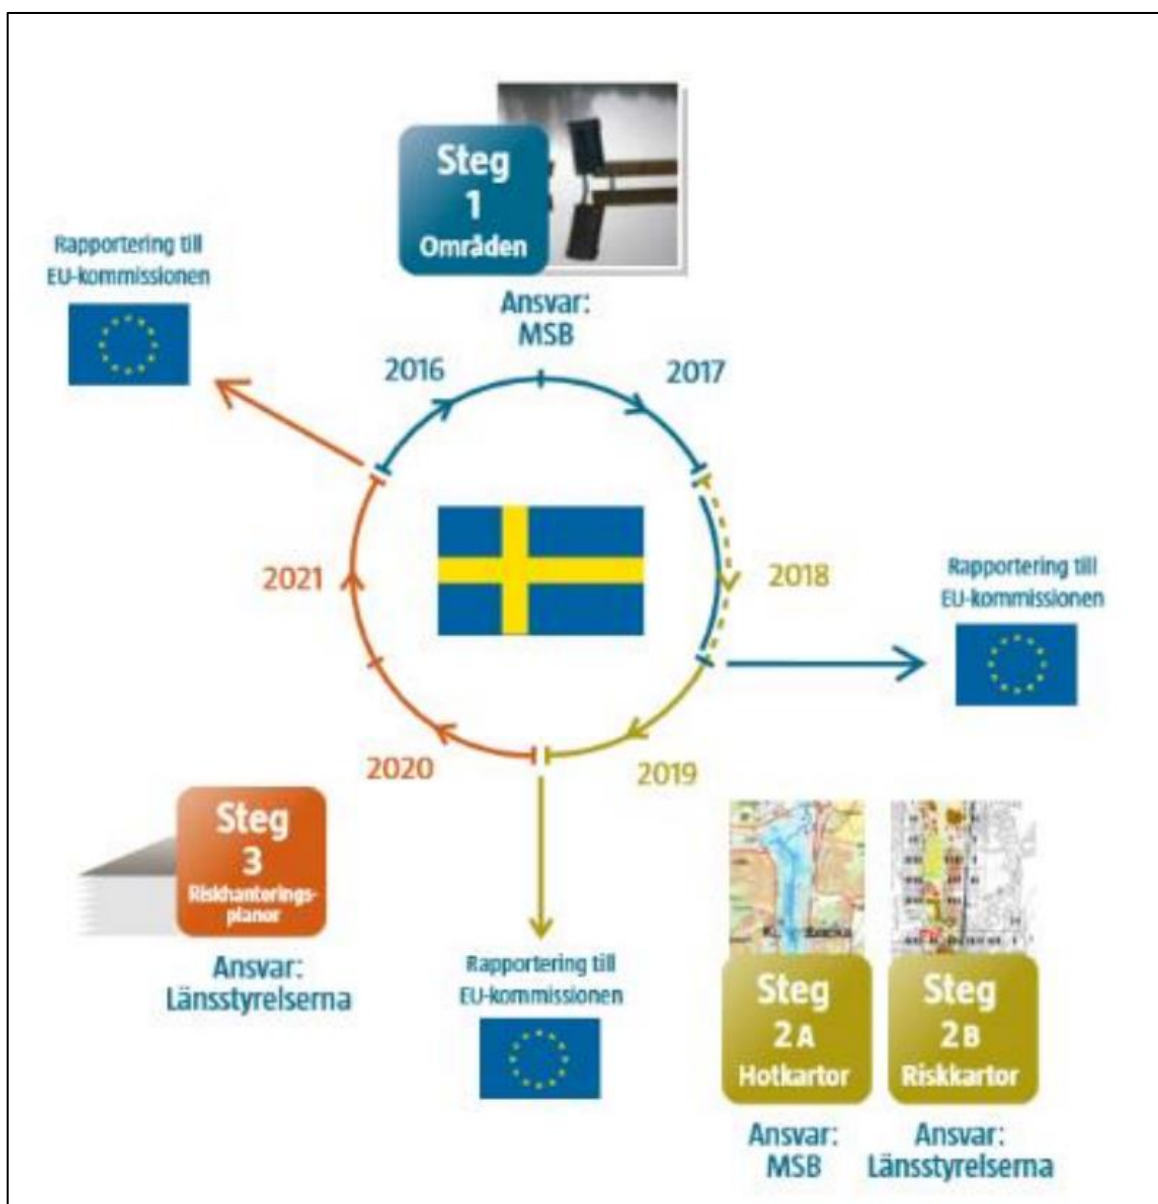 Steg
1
Områden
Ansvar:
MSB
Rapportering till
EU-kommissionen
2016
2017
2018
Rapportering till
EU-kommissionen
2021
2020
2019
Steg
3
Riskhanterings-
planor
Ansvar:
Länsstyrelserna
Rapportering till
EU-kommissionen
Steg
2A
Hotkartor
Ansvar:
MSB
Steg
2B
Riskkartor
Ansvar:
Länsstyrelserna